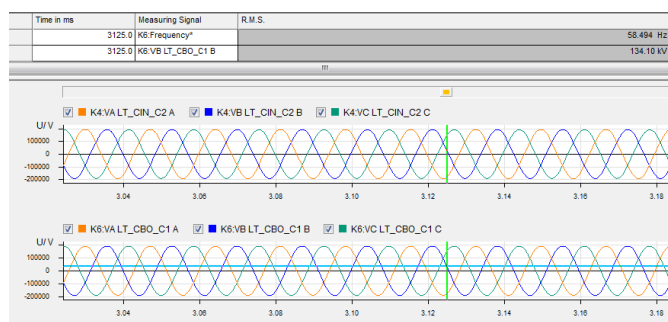 Time in ms Measuring Signal R.M.S.
3125.0 K6:Frequency* 58.494 Hz
3125.0 K6:VB LT_CBO_C1 B 134.10 kV
K4:VA LT_CIN_C2 A K4:VB LT_CIN_C2 B K4:VC LT_CIN_C2 C
U/ V
100000
0
-100000
-200000
3.04 3.06 3.08 3.10 3.12 3.14 3.16 3.18
K6:VA LT_CBO_C1 A K6:VB LT_CBO_C1 B K6:VC LT_CBO_C1 C
U/ V
100000
0
-100000
-200000
3.04 3.06 3.08 3.10 3.12 3.14 3.16 3.18